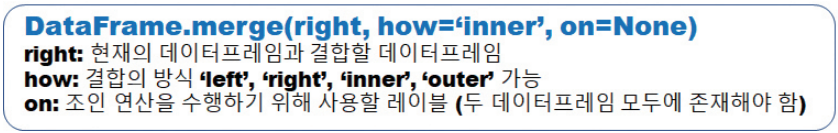 DataFrame.merge(right, how=‘inner’, on=None)
right: 현재의 데이터프레임과 결합할 데이터프레임
how: 결합의 방식 ‘left’, ‘right’, ‘inner’, ‘outer’ 가능
on: 조인 연산을 수행하기 위해 사용할 레이블 (두 데이터프레임 모두에 존재해야 함)